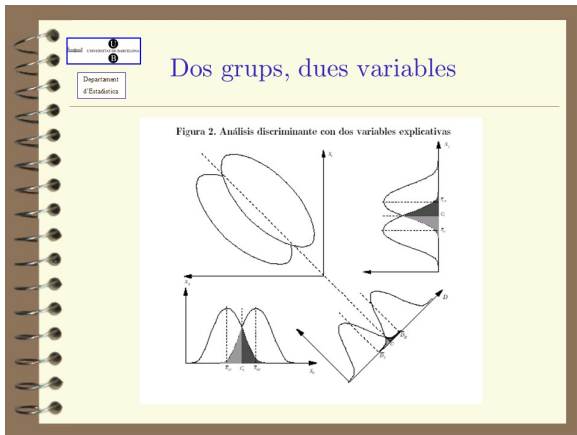 UNIVERSITAT DE BARCELONA
U
B
Departament
d'Estadística
Dos grups, dues variables
Figura 2. Análisis discriminante con dos variables explicativas
D